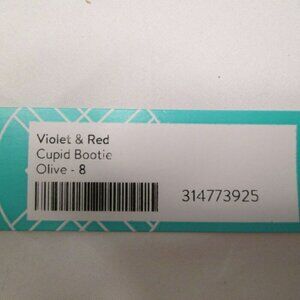 Violet & Red
Cupid Bootie
Olive - 8
314773925